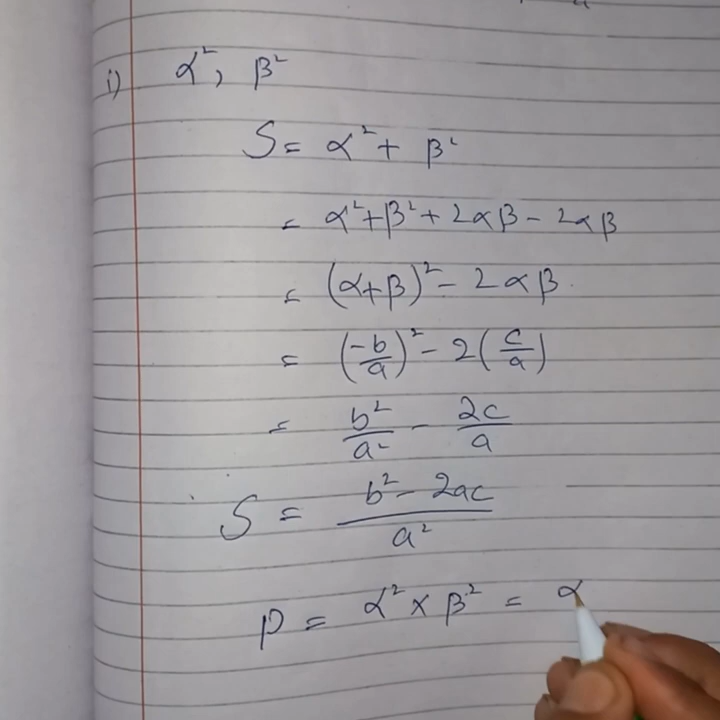 i) α², β²
S = α² + β²
= α² + β² + 2αβ - 2αβ
= (α+β)² - 2αβ
= (-b/a)² - 2(c/a)
= b²/a² - 2c/a
S = b² - 2ac / a²
P = α² × β² = α